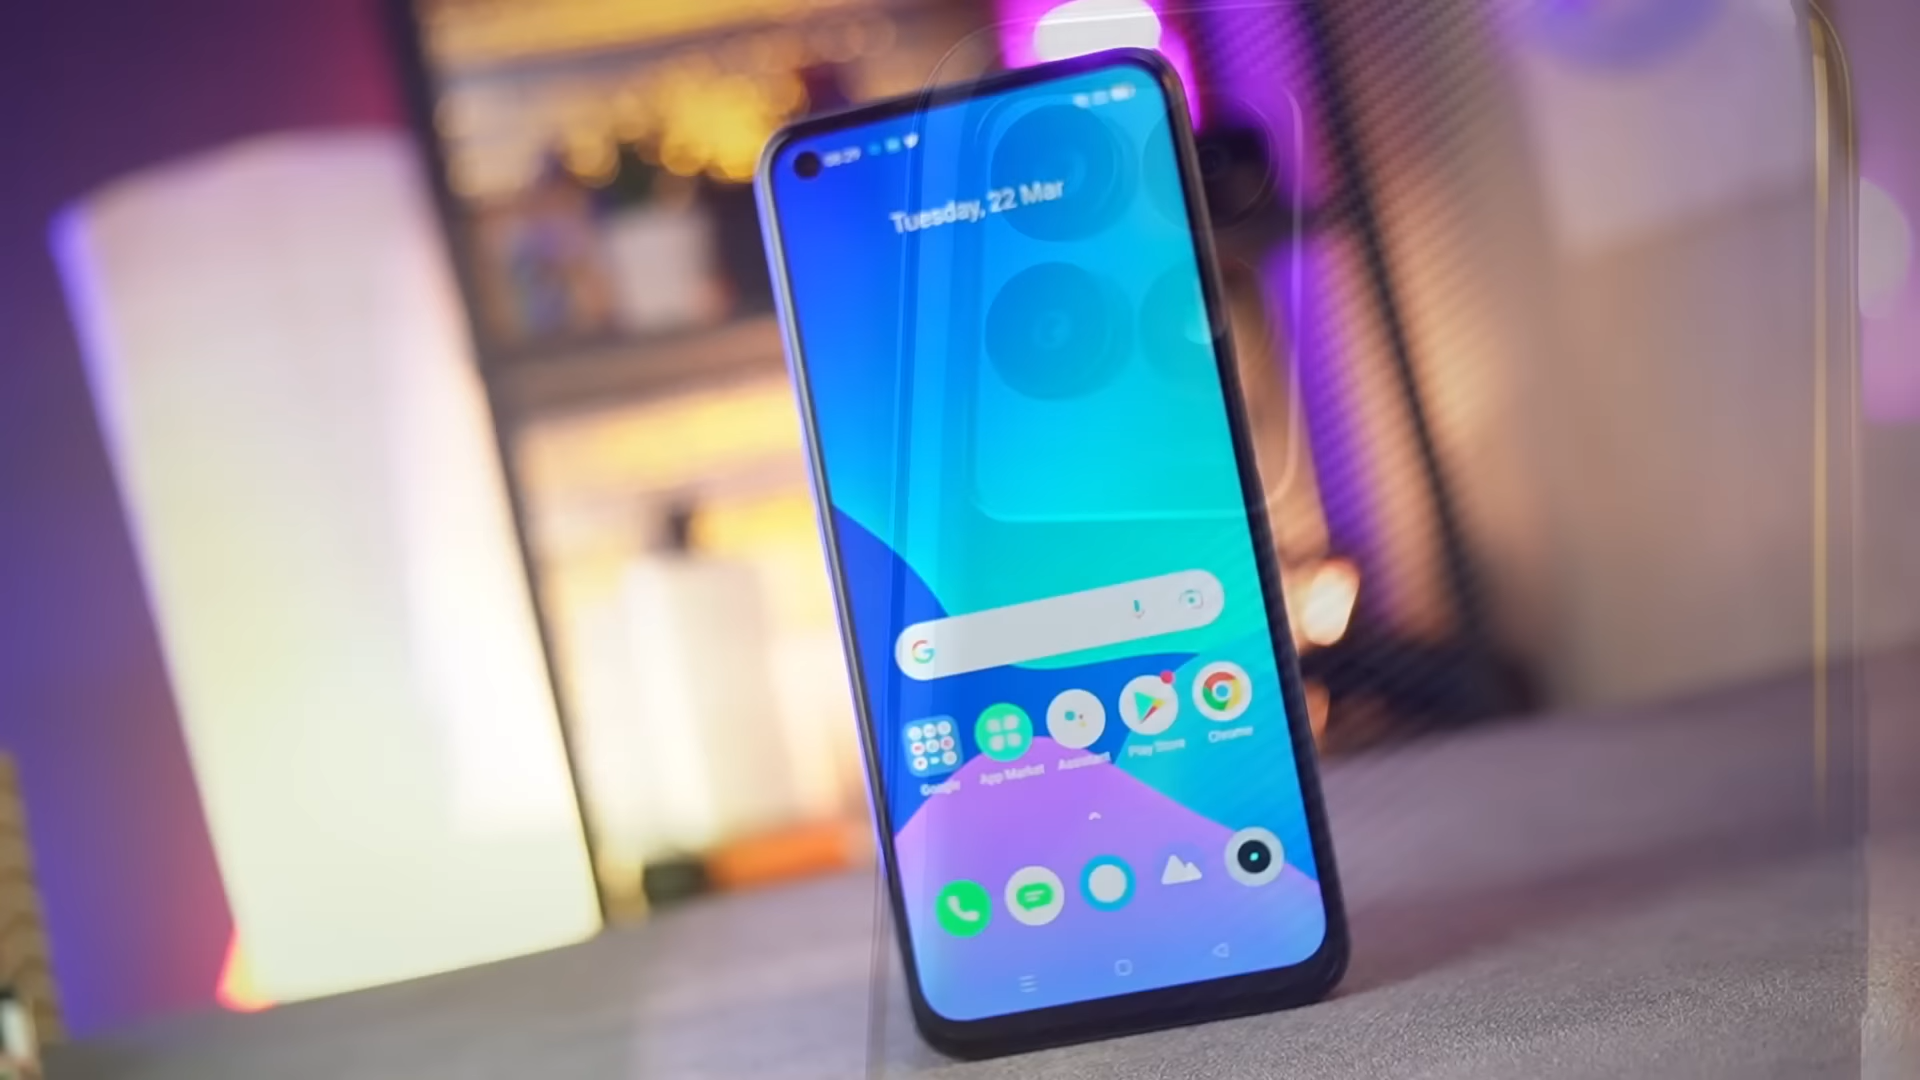 Tuesday, 22 Mar
G
Google
App Market
Assistant
Play Store
Chrome